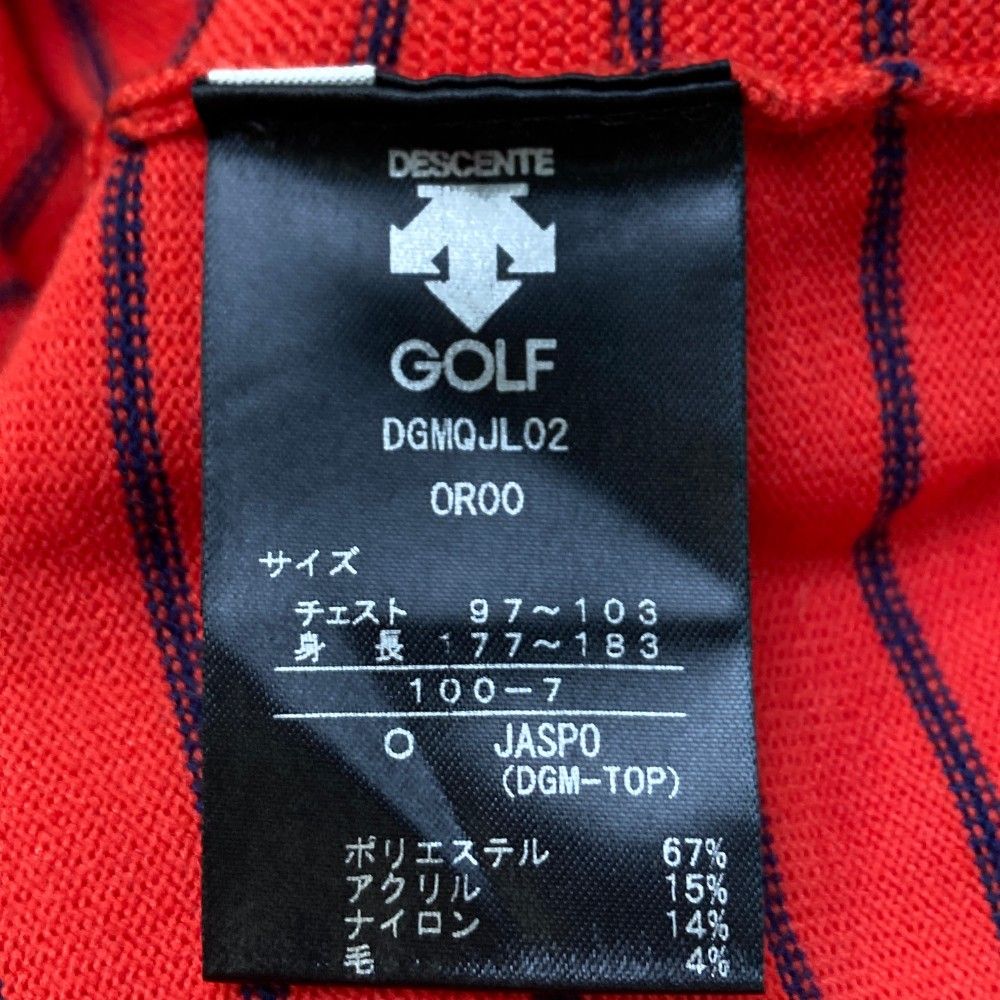 DESCENTE
GOLF
DGMQJL02
OR00
サイズ
チェスト 97~103
身長 177~183
100-7
O JASPO
(DGM-TOP)
ポリエステル 67%
アクリル 15%
ナイロン 14%
毛 4%